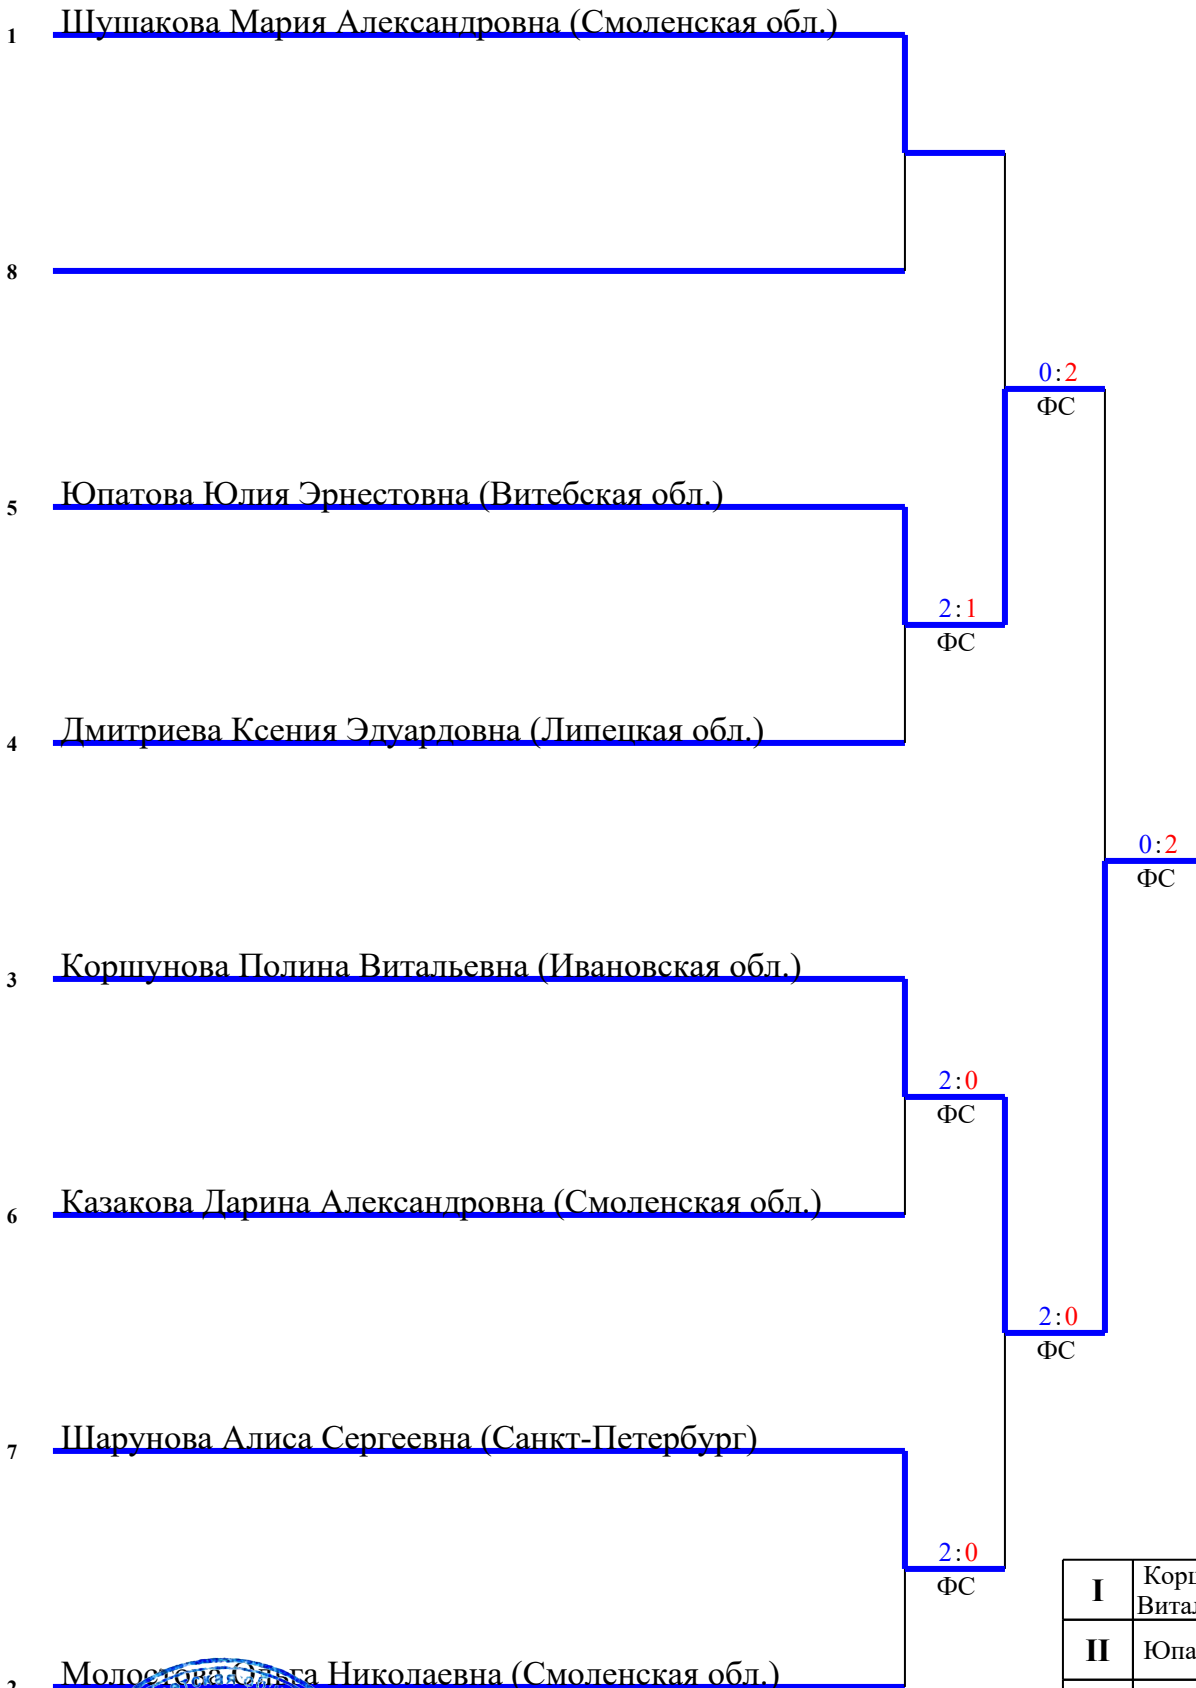 1 Шушакова Мария Александровна (Смоленская обл.)
8
0:2
ФС
5 Юпатова Юлия Эрнестовна (Витебская обл.)
2:1
ФС
4 Дмитриева Ксения Эдуардовна (Липецкая обл.)
0:2
ФС
3 Коршунова Полина Витальевна (Ивановская обл.)
2:0
ФС
6 Казакова Дарина Александровна (Смоленская обл.)
2:0
ФС
7 Шарунова Алиса Сергеевна (Санкт-Петербург)
2:0
ФС
I
II
2 Молостова Ольга Николаевна (Смоленская обл.)